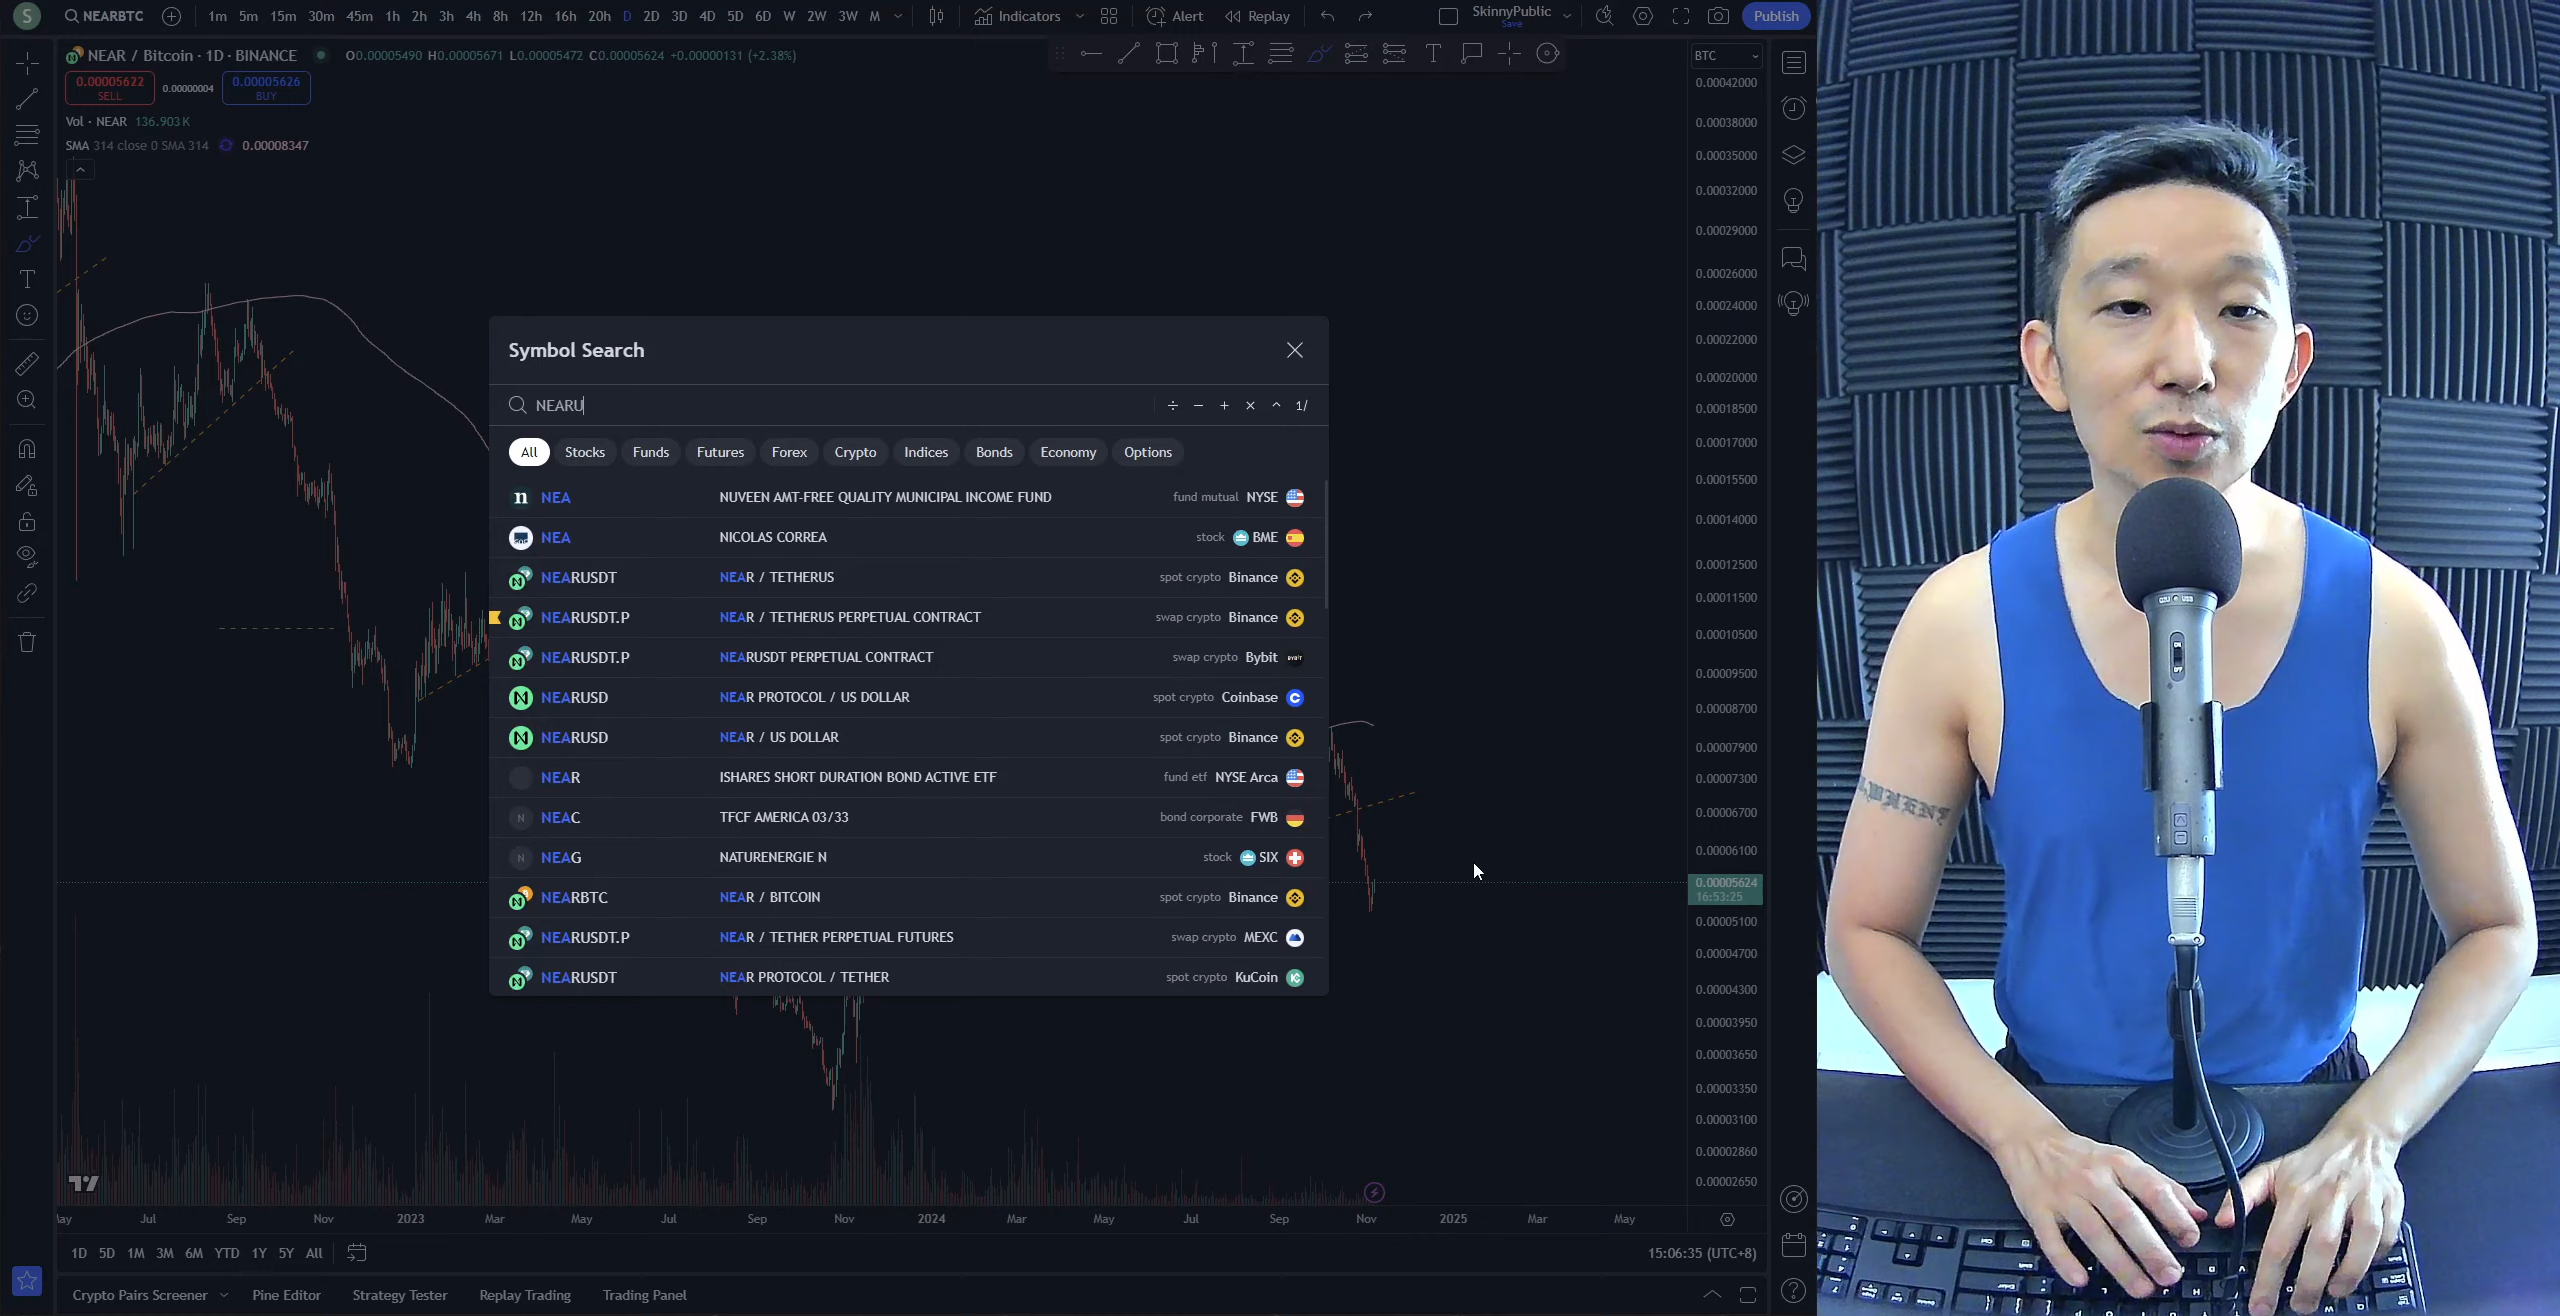 S
NEARBTC
1m 5m 15m 30m 45m 1h 2h 3h 4h 8h 12h 16h 20h D 2D 3D 4D 5D 6D W 2W 3W M
Indicators
Alert
Replay
SkinnyPublic
Save
Publish
NEAR / Bitcoin · 1D · BINANCE
O0.00005490 H0.00005671 L0.00005472 C0.00005624 +0.00000131 (+2.38%)
BTC
0.00005622
SELL
0.00000004
0.00005626
BUY
Vol · NEAR 136.903K
SMA 314 close 0 SMA 314 0.00008347
0.00042000
0.00038000
0.00035000
0.00032000
0.00029000
0.00026000
0.00024000
0.00022000
0.00020000
0.00018500
0.00017000
0.00015500
0.00014000
0.00012500
0.00011500
0.00010500
0.00009500
0.00008700
0.00007900
0.00007300
0.00006700
0.00006100
0.00005624
16:53:25
0.00005100
0.00004700
0.00004300
0.00003950
0.00003650
0.00003350
0.00003100
0.00002860
0.00002650
Symbol Search
NEARU
÷ − + × ^ 1/
All Stocks Funds Futures Forex Crypto Indices Bonds Economy Options
n NEA NUVEEN AMT-FREE QUALITY MUNICIPAL INCOME FUND fund mutual NYSE
NEA NICOLAS CORREA stock BME
NEARUSDT NEAR / TETHERUS spot crypto Binance
NEARUSDT.P NEAR / TETHERUS PERPETUAL CONTRACT swap crypto Binance
NEARUSDT.P NEARUSDT PERPETUAL CONTRACT swap crypto Bybit
NEARUSD NEAR PROTOCOL / US DOLLAR spot crypto Coinbase
NEARUSD NEAR / US DOLLAR spot crypto Binance
NEAR ISHARES SHORT DURATION BOND ACTIVE ETF fund etf NYSE Arca
N NEAC TFCF AMERICA 03/33 bond corporate FWB
N NEAG NATURENERGIE N stock SIX
NEARBTC NEAR / BITCOIN spot crypto Binance
NEARUSDT.P NEAR / TETHER PERPETUAL FUTURES swap crypto MEXC
NEARUSDT NEAR PROTOCOL / TETHER spot crypto KuCoin
Jul Sep Nov 2023 Mar May Jul Sep Nov 2024 Mar May Jul Sep Nov 2025 Mar May
1D 5D 1M 3M 6M YTD 1Y 5Y All
15:06:35 (UTC+8)
Crypto Pairs Screener Pine Editor Strategy Tester Replay Trading Trading Panel